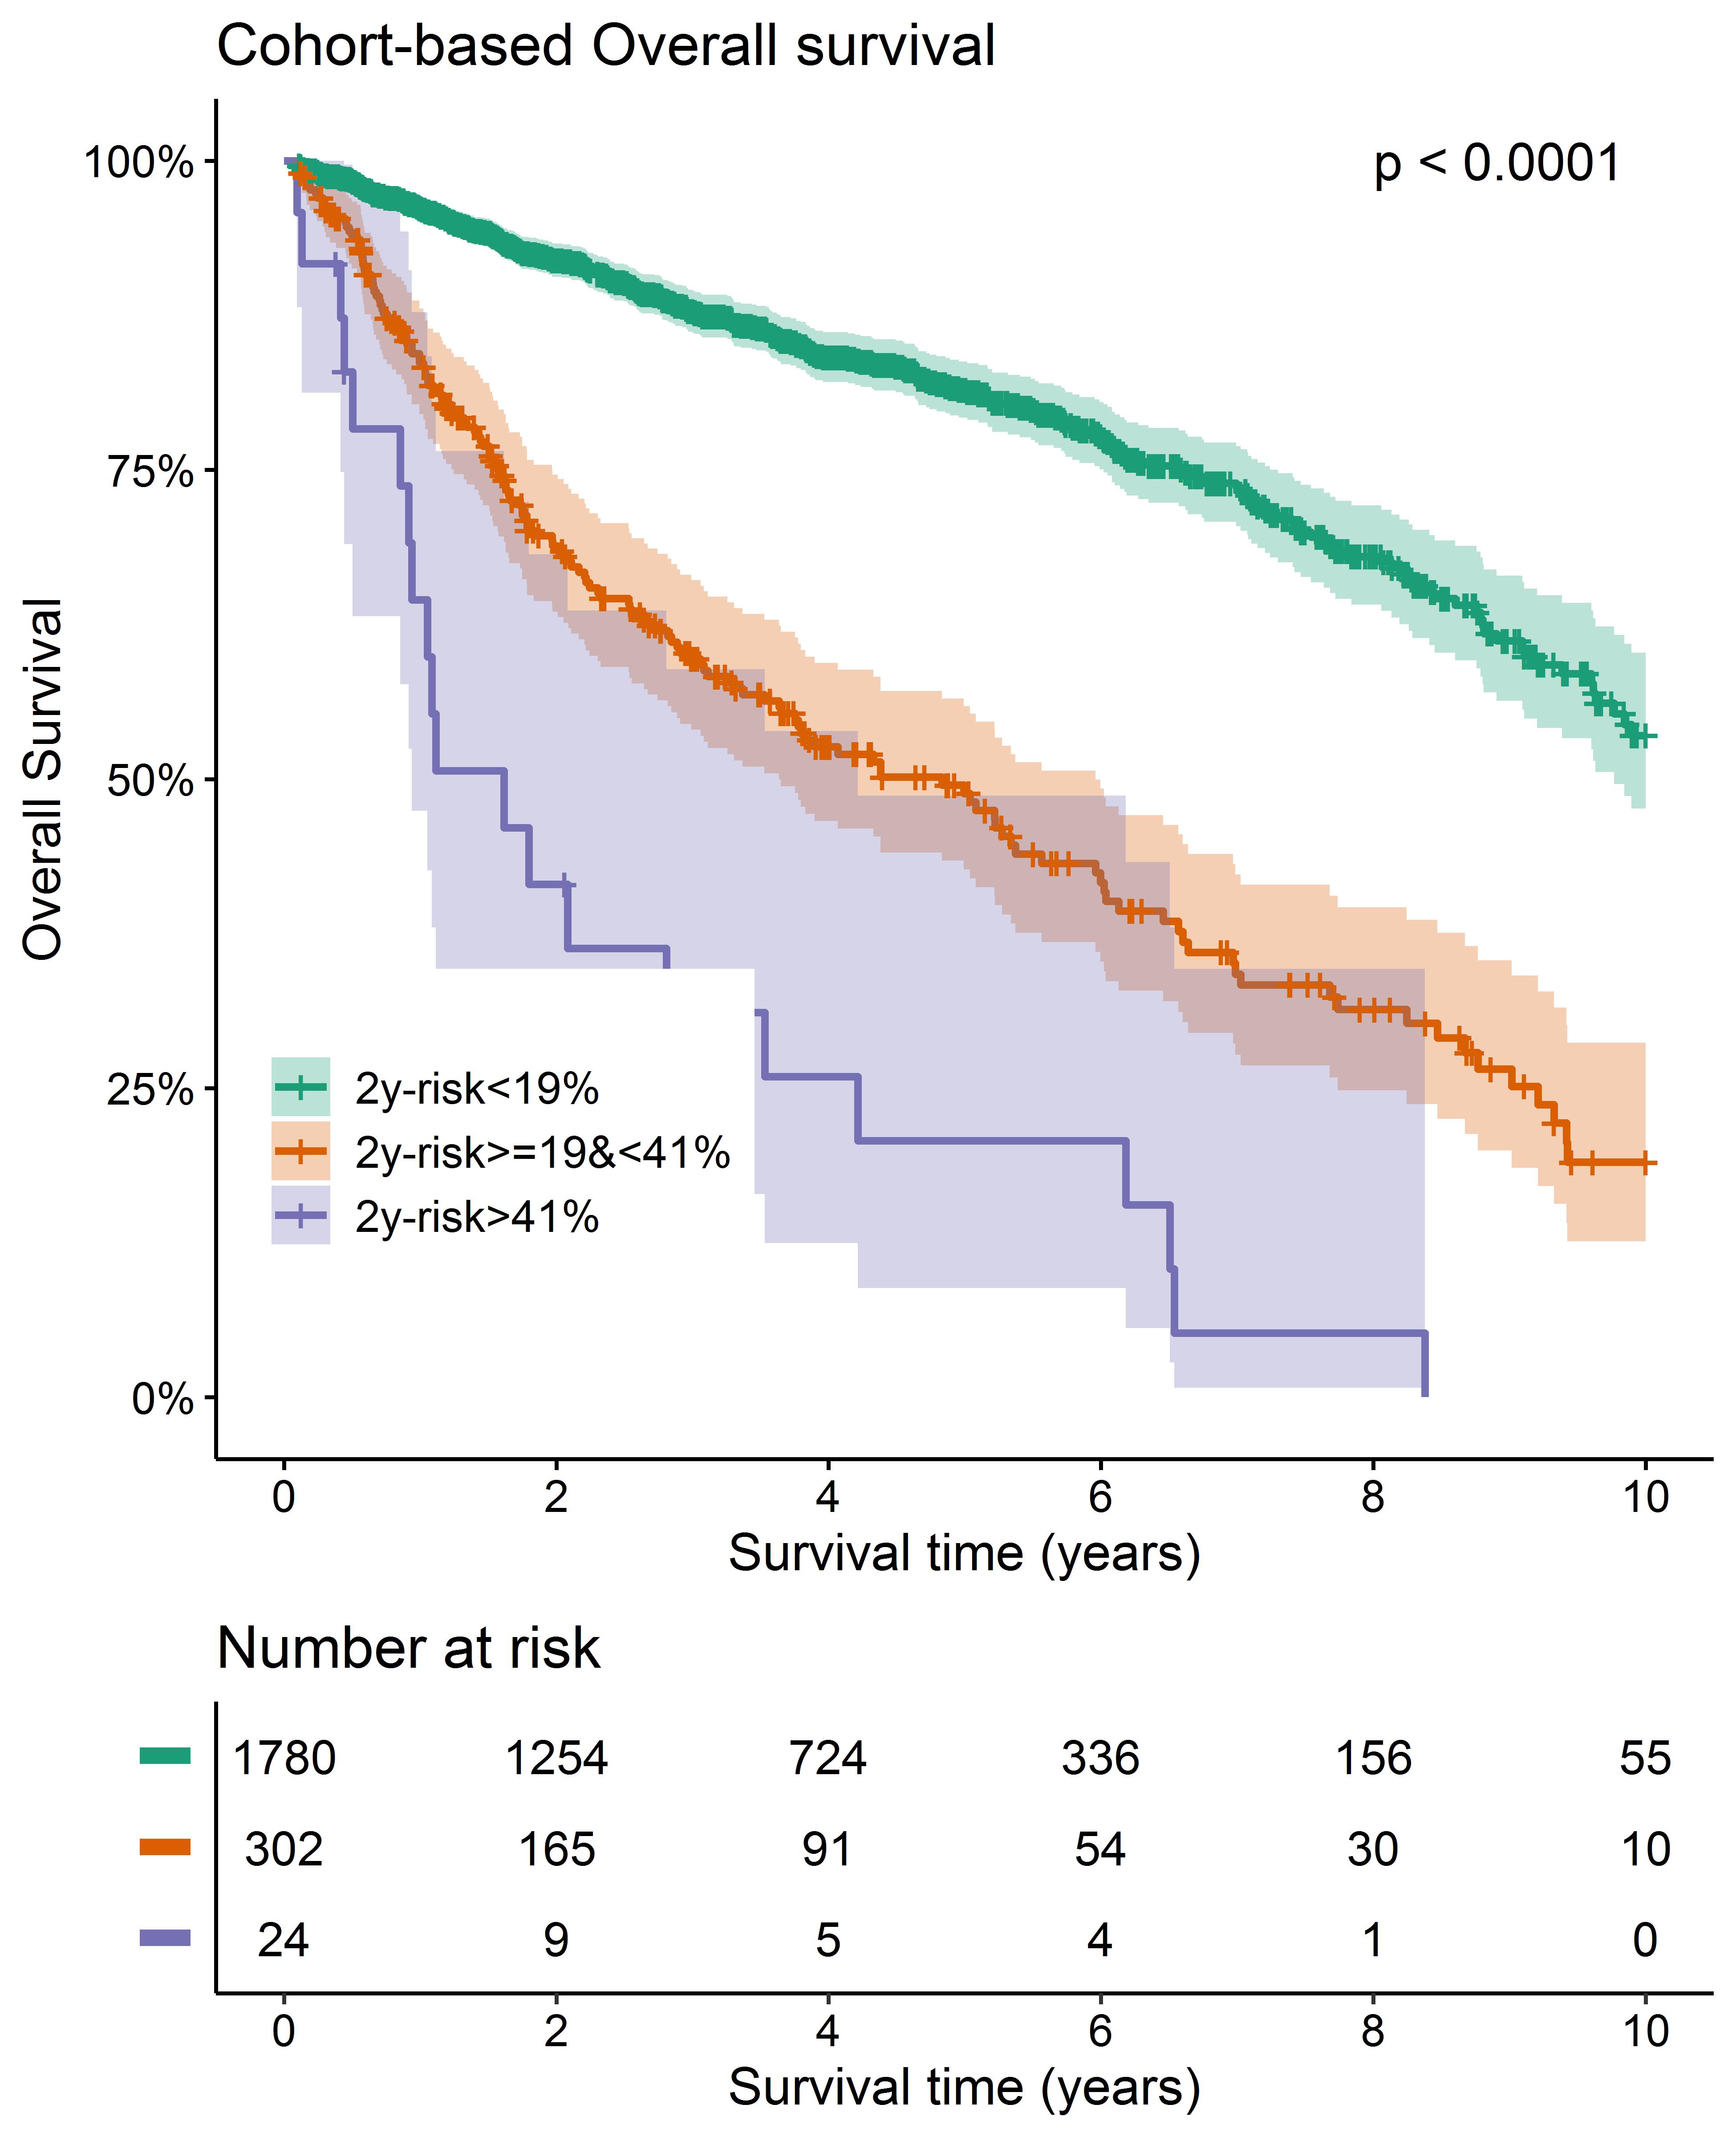 Cohort-based Overall survival
p < 0.0001
100%
75%
50%
25%
0%
Overall Survival
2y-risk<19%
2y-risk>=19&<41%
2y-risk>41%
0 2 4 6 8 10
Survival time (years)
Number at risk
1780 1254 724 336 156 55
302 165 91 54 30 10
24 9 5 4 1 0
0 2 4 6 8 10
Survival time (years)